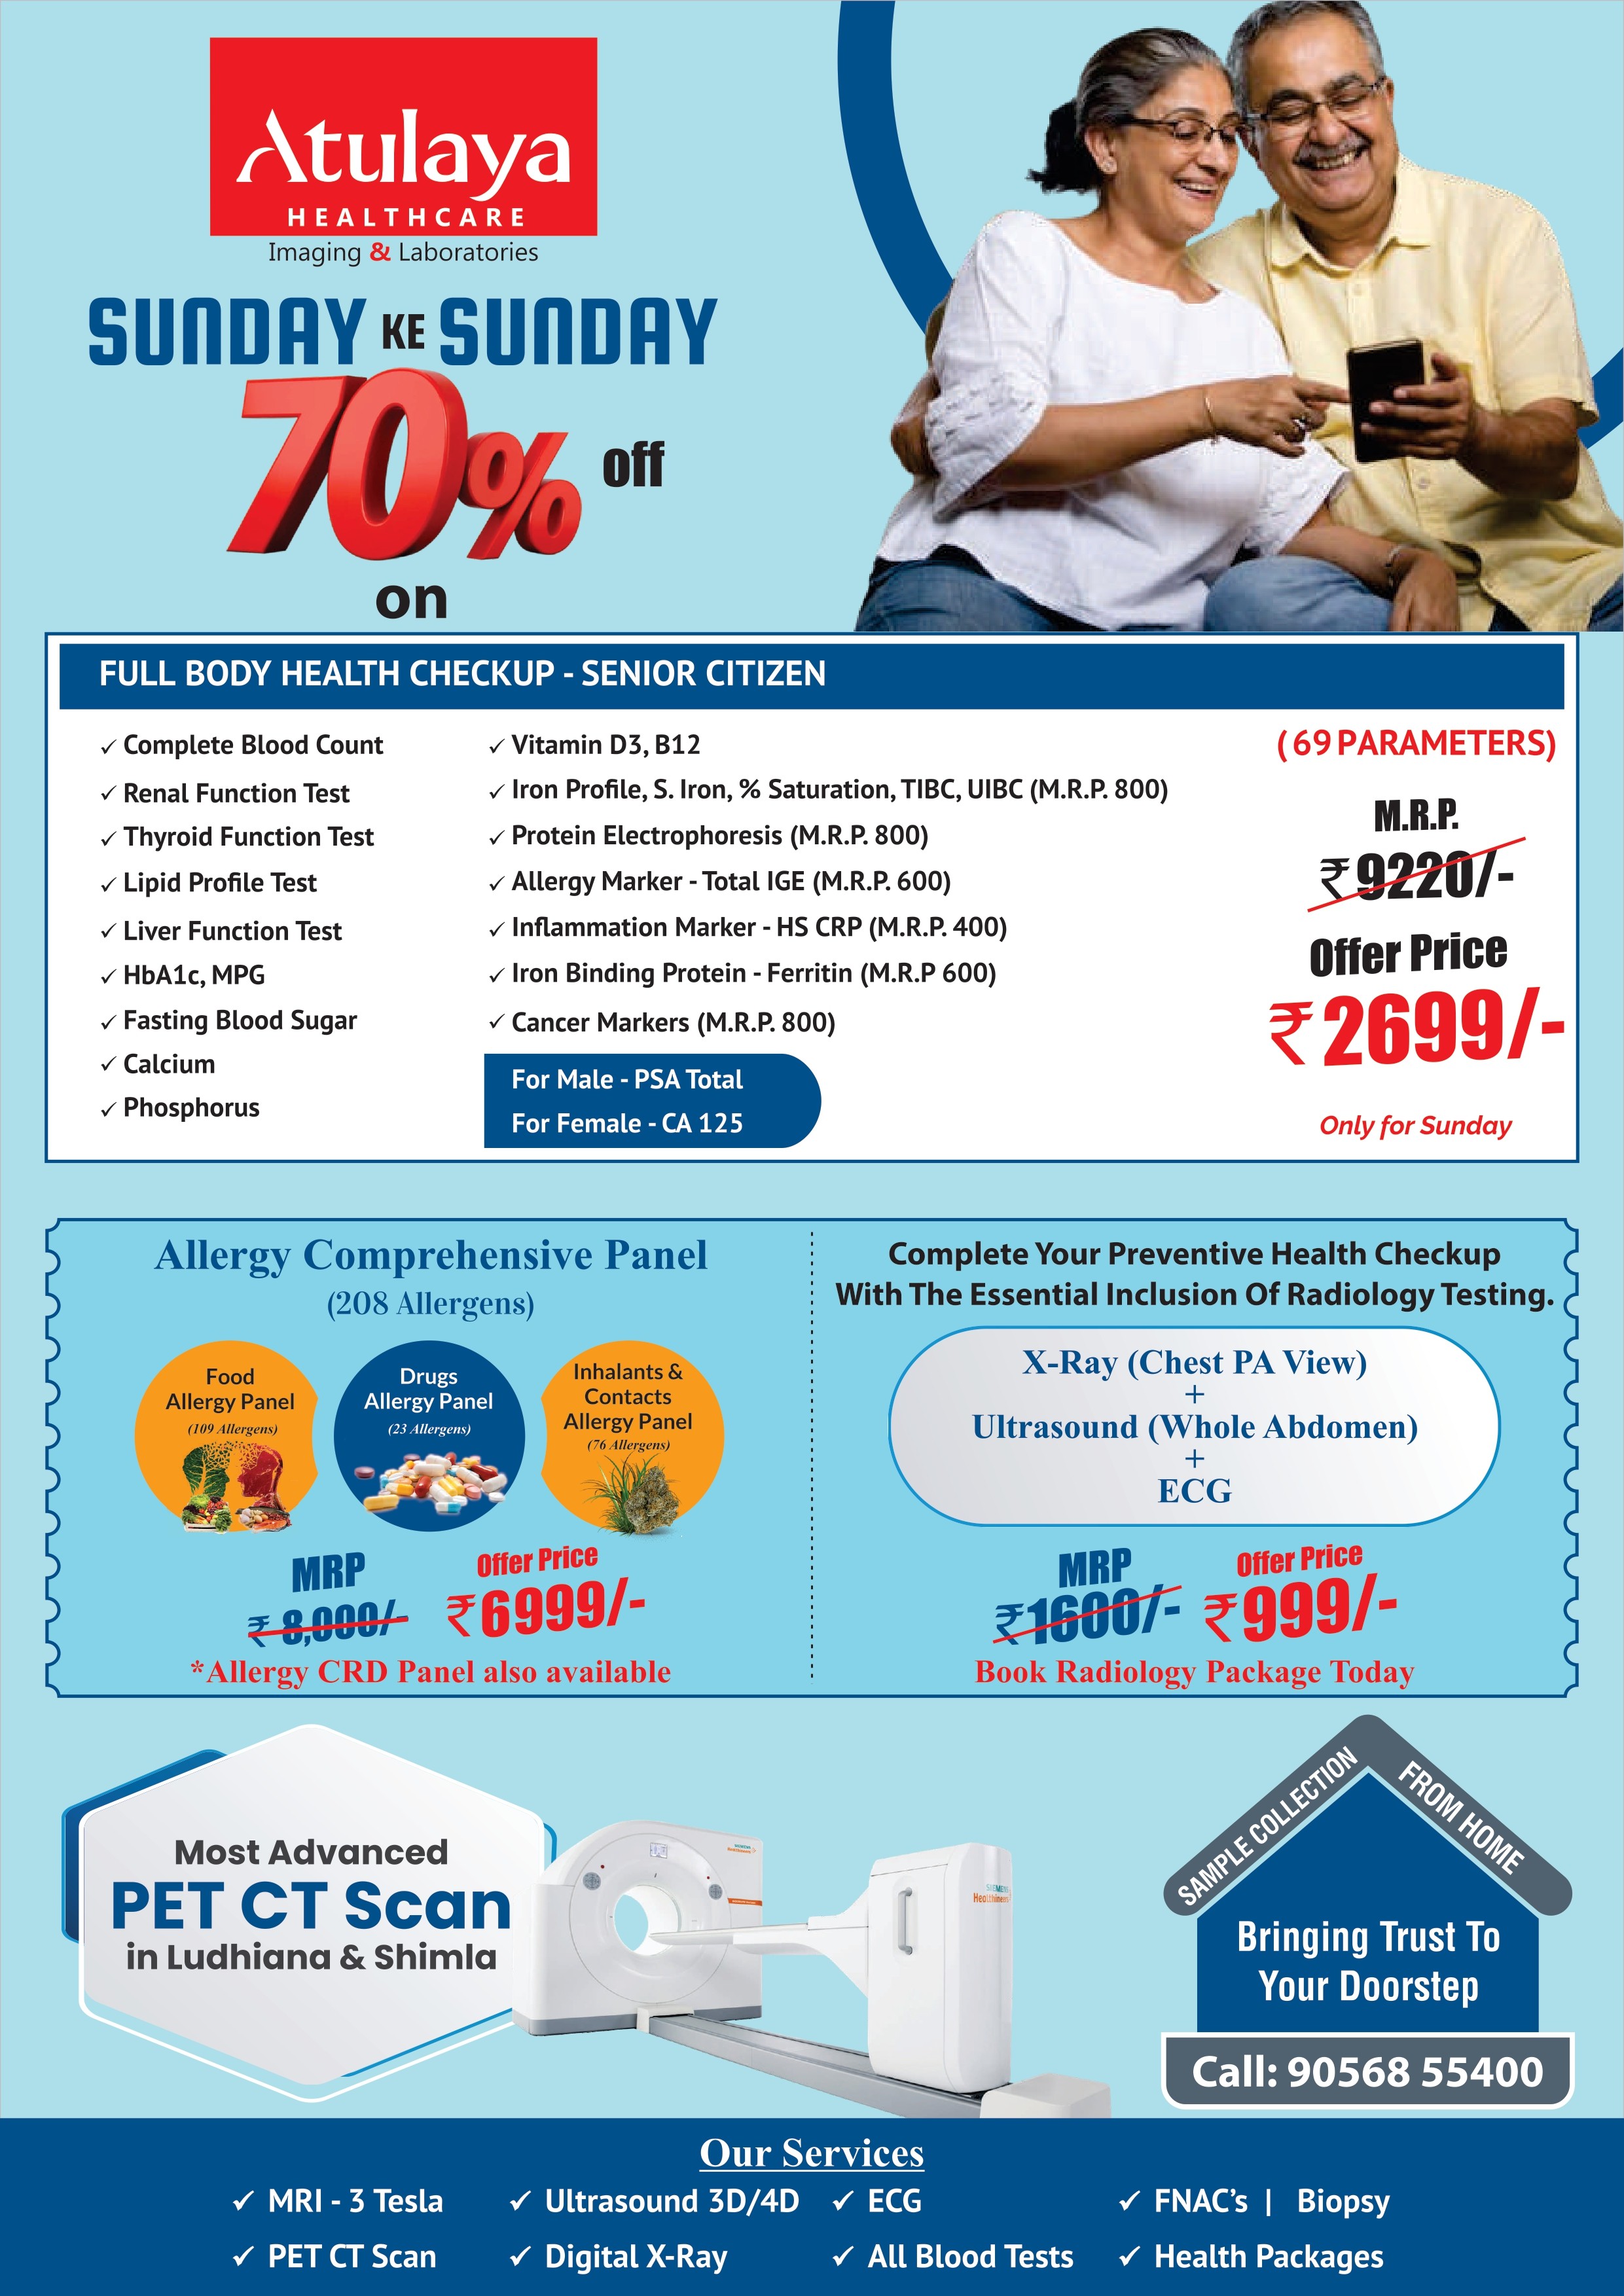 Atulaya
HEALTHCARE
Imaging & Laboratories
SUNDAY KE SUNDAY
70% off
on
FULL BODY HEALTH CHECKUP - SENIOR CITIZEN
✓ Complete Blood Count
✓ Renal Function Test
✓ Thyroid Function Test
✓ Lipid Profile Test
✓ Liver Function Test
✓ HbA1c, MPG
✓ Fasting Blood Sugar
✓ Calcium
✓ Phosphorus
✓ Vitamin D3, B12
✓ Iron Profile, S. Iron, % Saturation, TIBC, UIBC (M.R.P. 800)
✓ Protein Electrophoresis (M.R.P. 800)
✓ Allergy Marker - Total IGE (M.R.P. 600)
✓ Inflammation Marker - HS CRP (M.R.P. 400)
✓ Iron Binding Protein - Ferritin (M.R.P 600)
✓ Cancer Markers (M.R.P. 800)
For Male - PSA Total
For Female - CA 125
(69 PARAMETERS)
M.R.P.
₹9220/-
Offer Price
₹2699/-
Only for Sunday
Allergy Comprehensive Panel
(208 Allergens)
Food
Allergy Panel
(109 Allergens)
Drugs
Allergy Panel
(23 Allergens)
Inhalants &
Contacts
Allergy Panel
(76 Allergens)
MRP
₹ 8,000/-
Offer Price
₹6999/-
*Allergy CRD Panel also available
Complete Your Preventive Health Checkup
With The Essential Inclusion Of Radiology Testing.
X-Ray (Chest PA View)
+
Ultrasound (Whole Abdomen)
+
ECG
MRP
₹1600/-
Offer Price
₹999/-
Book Radiology Package Today
Most Advanced
PET CT Scan
in Ludhiana & Shimla
SIEMENS
Healthineers
SIEMENS
Healthineers
SAMPLE COLLECTION
FROM HOME
Bringing Trust To
Your Doorstep
Call: 90568 55400
Our Services
✓ MRI - 3 Tesla
✓ Ultrasound 3D/4D
✓ ECG
✓ FNAC's | Biopsy
✓ PET CT Scan
✓ Digital X-Ray
✓ All Blood Tests
✓ Health Packages